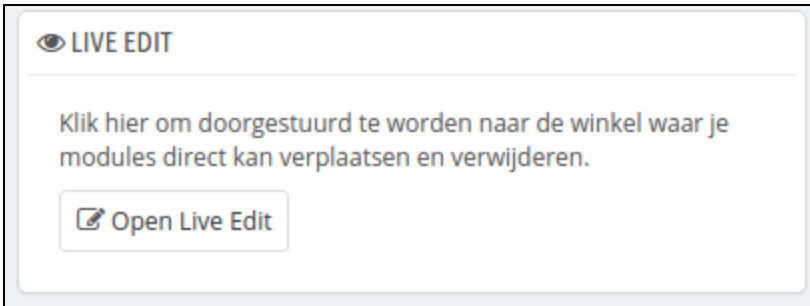 LIVE EDIT
Klik hier om doorgestuurd te worden naar de winkel waar je
modules direct kan verplaatsen en verwijderen.
Open Live Edit